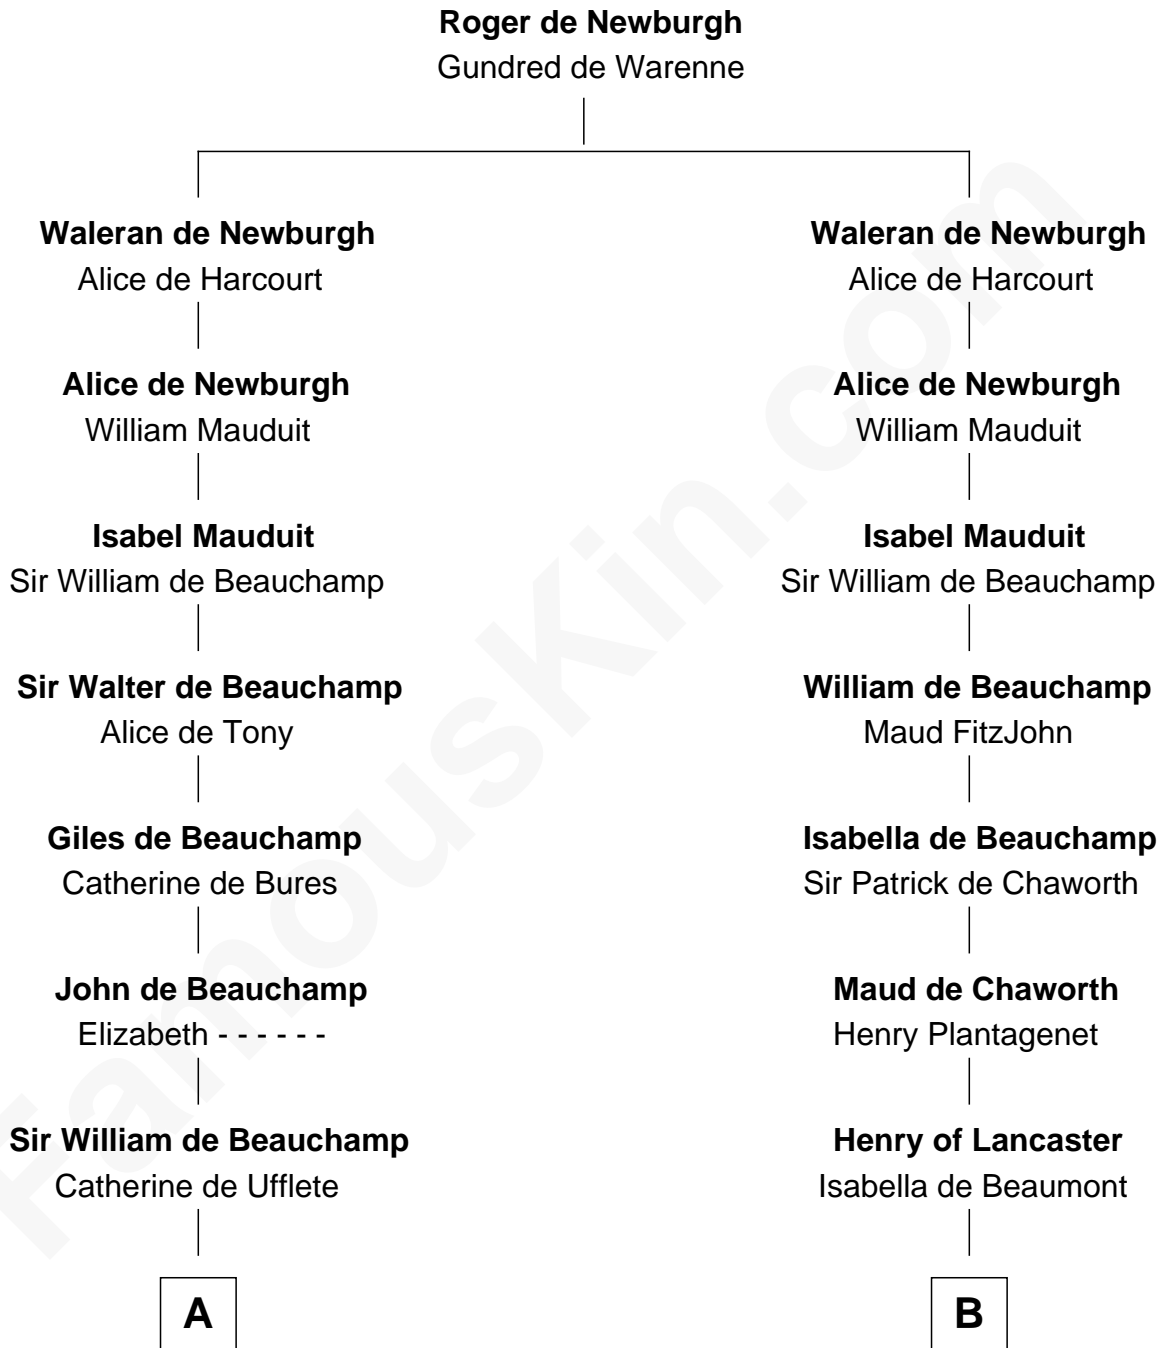 Roger de Newburgh
Gundred de Warenne
Waleran de Newburgh
Alice de Harcourt
Alice de Newburgh
William Mauduit
Isabel Mauduit
Sir William de Beauchamp
Sir Walter de Beauchamp
Alice de Tony
Giles de Beauchamp
Catherine de Bures
John de Beauchamp
Elizabeth - - - - - -
Sir William de Beauchamp
Catherine de Ufflete
A
Waleran de Newburgh
Alice de Harcourt
Alice de Newburgh
William Mauduit
Isabel Mauduit
Sir William de Beauchamp
William de Beauchamp
Maud FitzJohn
Isabella de Beauchamp
Sir Patrick de Chaworth
Maud de Chaworth
Henry Plantagenet
Henry of Lancaster
Isabella de Beaumont
B
FamousKin.com